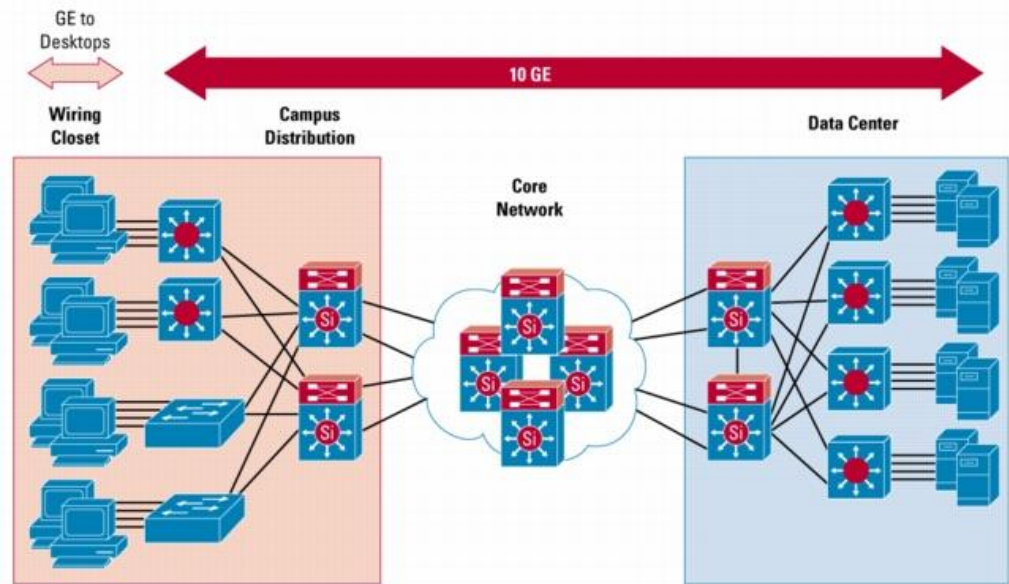 GE to
Desktops
10 GE
Wiring
Closet
Campus
Distribution
Data Center
Core
Network
Si
Si
Si
Si
Si
Si
Si
Si